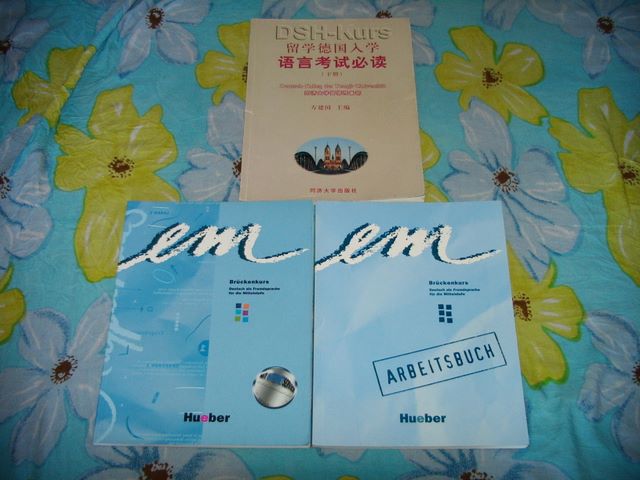 DSH-Kurs
留学德国入学
语言考试必读
(下册)
主编
同济大学出版社
em
Brückenkurs
Deutsch als Fremdsprache
für die Mittelstufe
Hueber
em
Brückenkurs
Deutsch als Fremdsprache
für die Mittelstufe
ARBEITSBUCH
Hueber